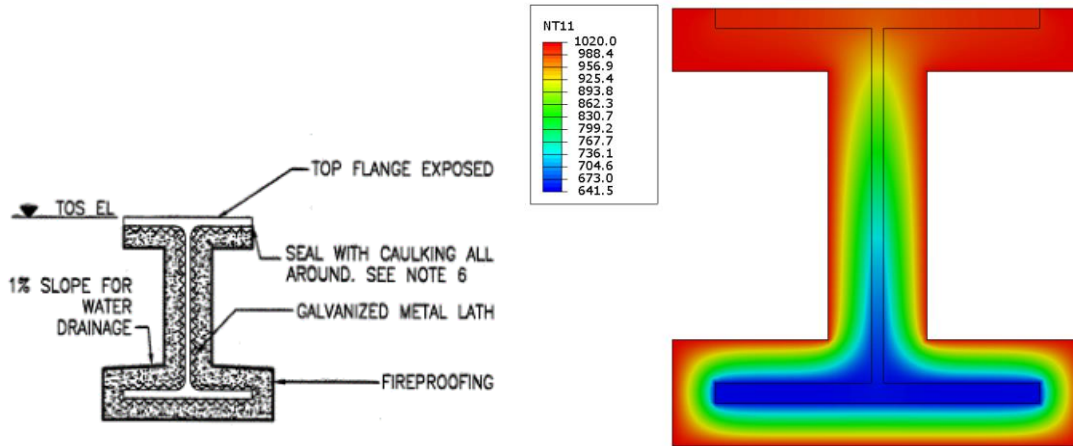 TOP FLANGE EXPOSED
TOS EL
SEAL WITH CAULKING ALL
AROUND. SEE NOTE 6
1% SLOPE FOR
WATER
DRAINAGE
GALVANIZED METAL LATH
FIREPROOFING
NT11
1020.0
988.4
956.9
925.4
893.8
862.3
830.7
799.2
767.7
736.1
704.6
673.0
641.5